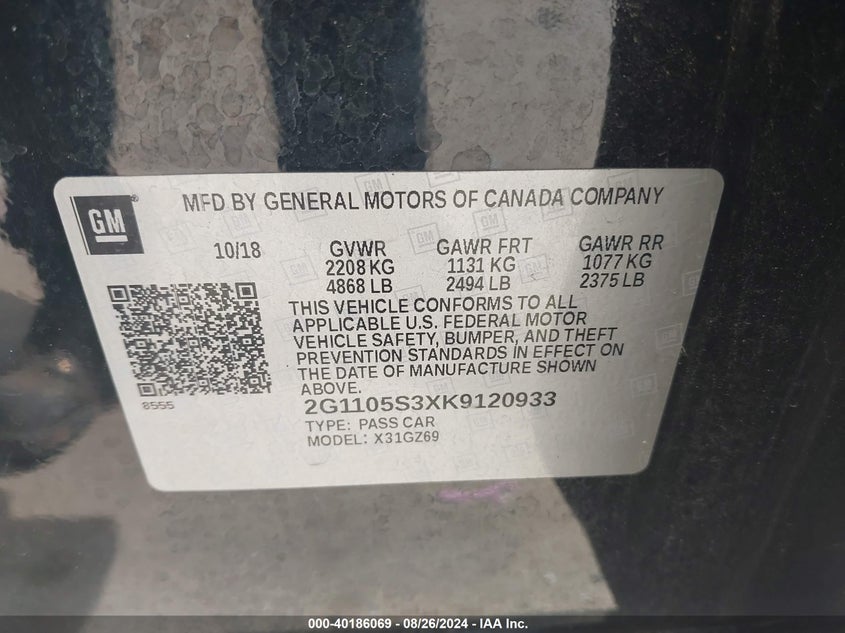 GM
MFD BY GENERAL MOTORS OF CANADA COMPANY
10/18 GVWR GAWR FRT GAWR RR
2208 KG 1131 KG 1077 KG
4868 LB 2494 LB 2375 LB
THIS VEHICLE CONFORMS TO ALL
APPLICABLE U.S. FEDERAL MOTOR
VEHICLE SAFETY, BUMPER, AND THEFT
PREVENTION STANDARDS IN EFFECT ON
THE DATE OF MANUFACTURE SHOWN
ABOVE.
8555
2G1105S3XK9120933
TYPE: PASS CAR
MODEL: X31GZ69
000-40186069 - 08/26/2024 - IAA Inc.